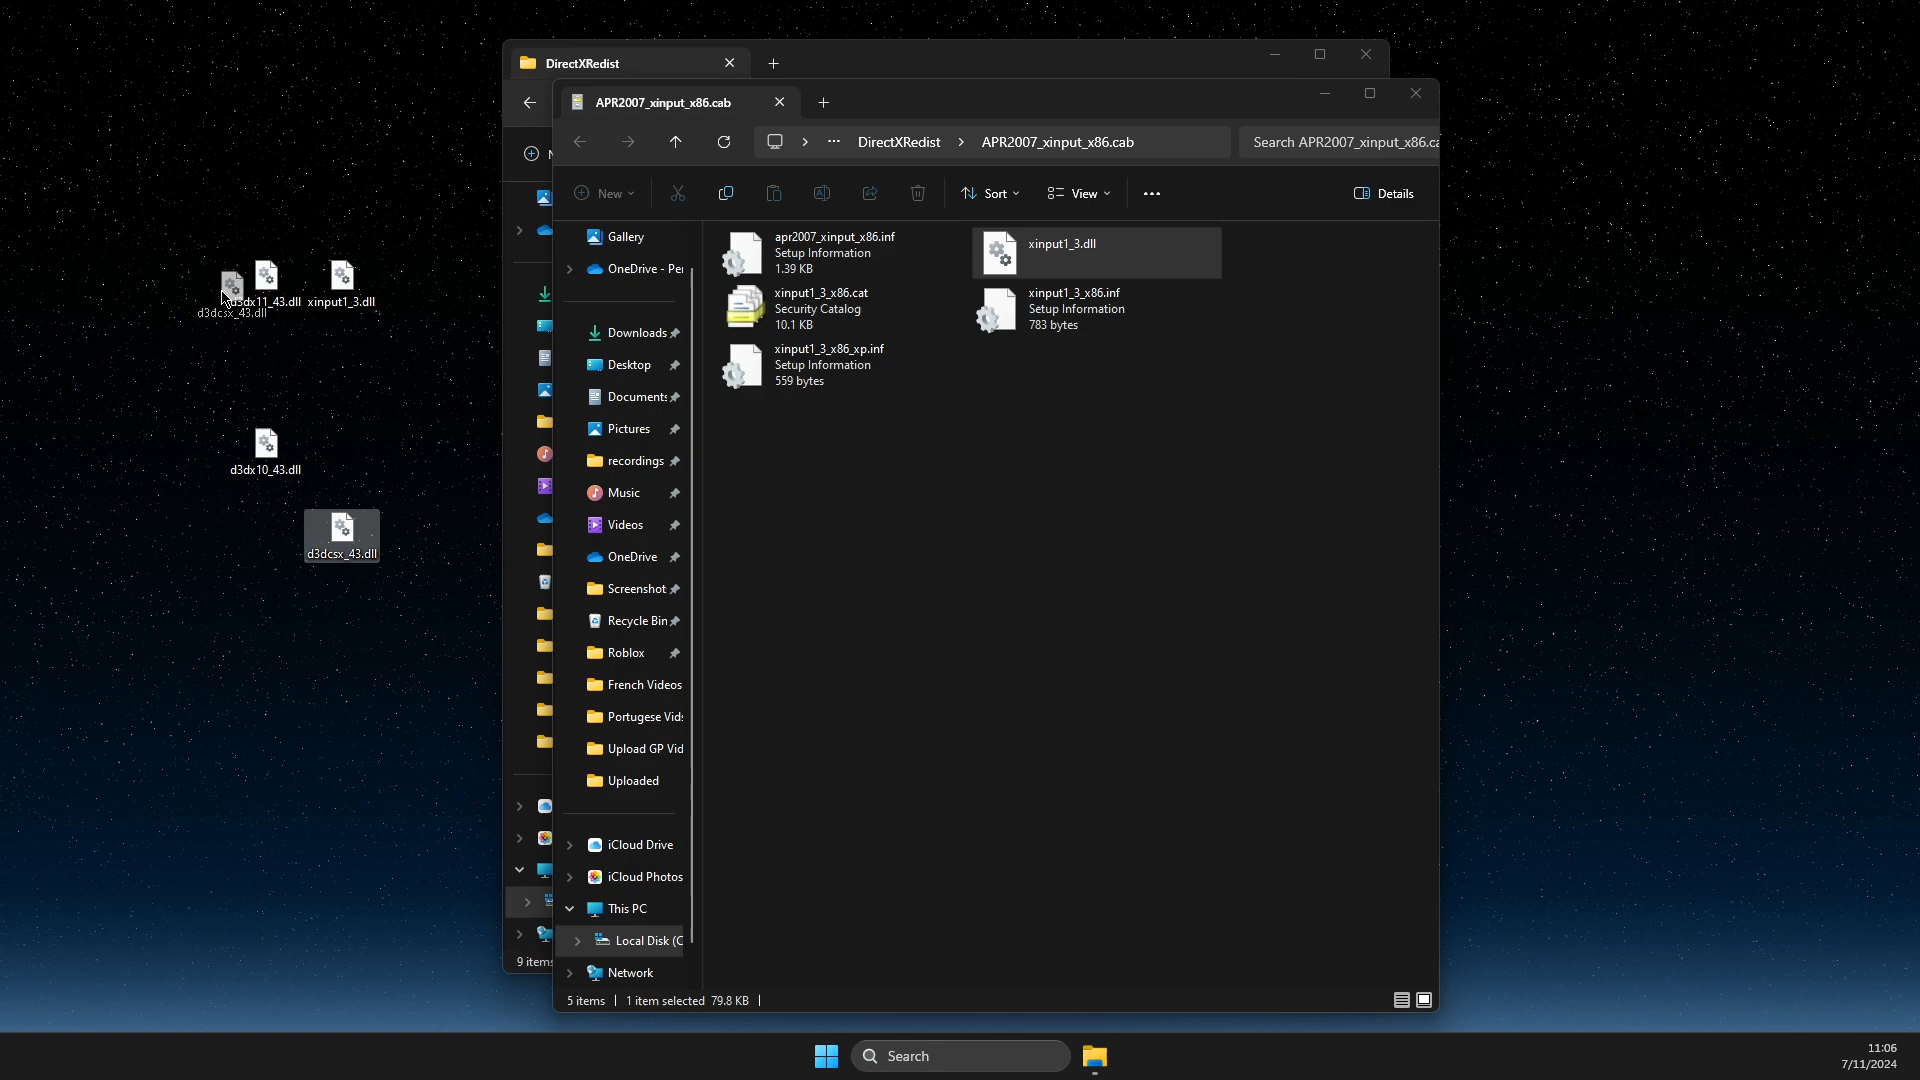 DirectXRedist
APR2007_xinput_x86.cab
DirectXRedist
APR2007_xinput_x86.cab
Search APR2007_xinput_x86.ca
New
Sort
View
Details
Gallery
OneDrive - Per
Downloads
Desktop
Documents
Pictures
recordings
Music
Videos
OneDrive
Screenshot
Recycle Bin
Roblox
French Videos
Portugese Vids
Upload GP Vid
Uploaded
iCloud Drive
iCloud Photos
This PC
Local Disk (C
Network
apr2007_xinput_x86.inf
Setup Information
1.39 KB
xinput1_3.dll
xinput1_3_x86.cat
Security Catalog
10.1 KB
xinput1_3_x86.inf
Setup Information
783 bytes
xinput1_3_x86_xp.inf
Setup Information
559 bytes
5 items
1 item selected 79.8 KB
9 items
d3dx11_43.dll
xinput1_3.dll
d3dcsx_43.dll
d3dx10_43.dll
d3dcsx_43.dll
Search
11:06
7/11/2024